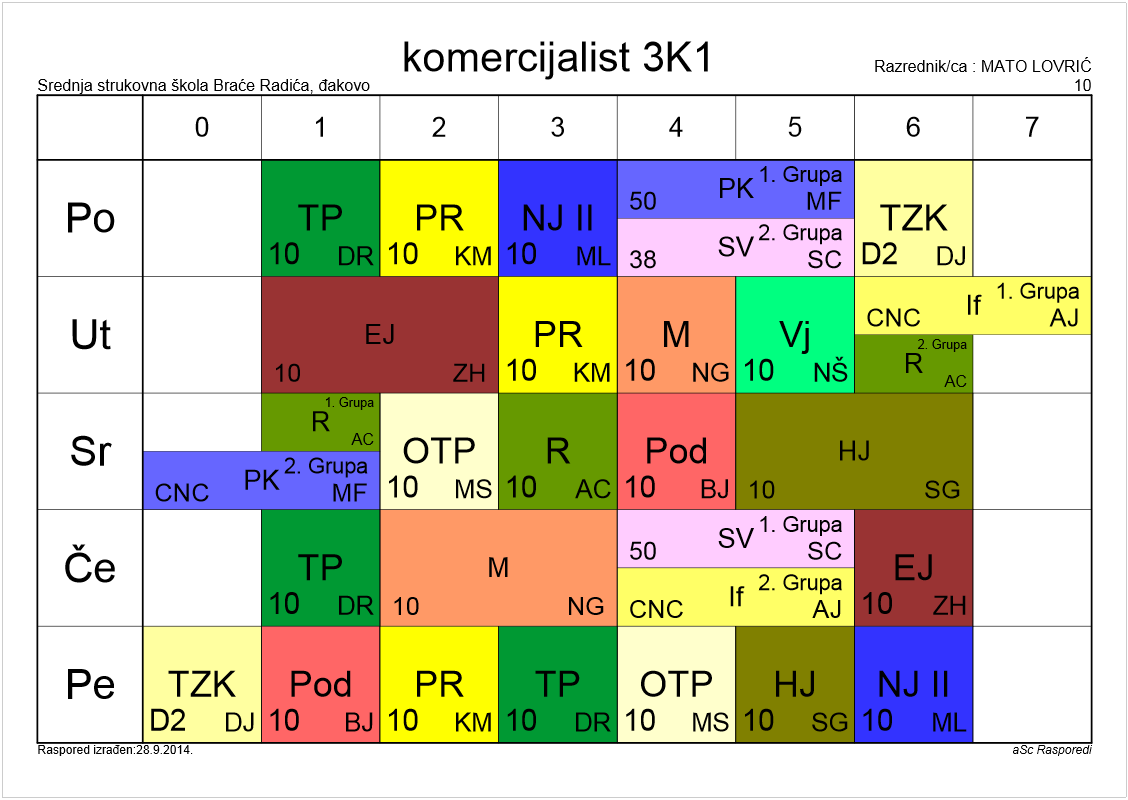 komercijalist 3K1
Razrednik/ca : MATO LOVRIĆ
Srednja strukovna škola Braće Radića, đakovo
10
0 1 2 3 4 5 6 7
Po
TP
10 DR
PR
10 KM
NJ II
10 ML
1. Grupa
PK
50 MF
2. Grupa
SV
38 SC
TZK
D2 DJ
Ut
EJ
10 ZH
PR
10 KM
M
10 NG
Vj
10 NŠ
1. Grupa
If
CNC AJ
2. Grupa
R
AC
Sr
1. Grupa
R
AC
2. Grupa
PK
CNC MF
OTP
10 MS
R
10 AC
Pod
10 BJ
HJ
10 SG
Če
TP
10 DR
M
10 NG
1. Grupa
SV
50 SC
2. Grupa
If
CNC AJ
EJ
10 ZH
Pe
TZK
D2 DJ
Pod
10 BJ
PR
10 KM
TP
10 DR
OTP
10 MS
HJ
10 SG
NJ II
10 ML
Raspored izrađen:28.9.2014.
aSc Rasporedi